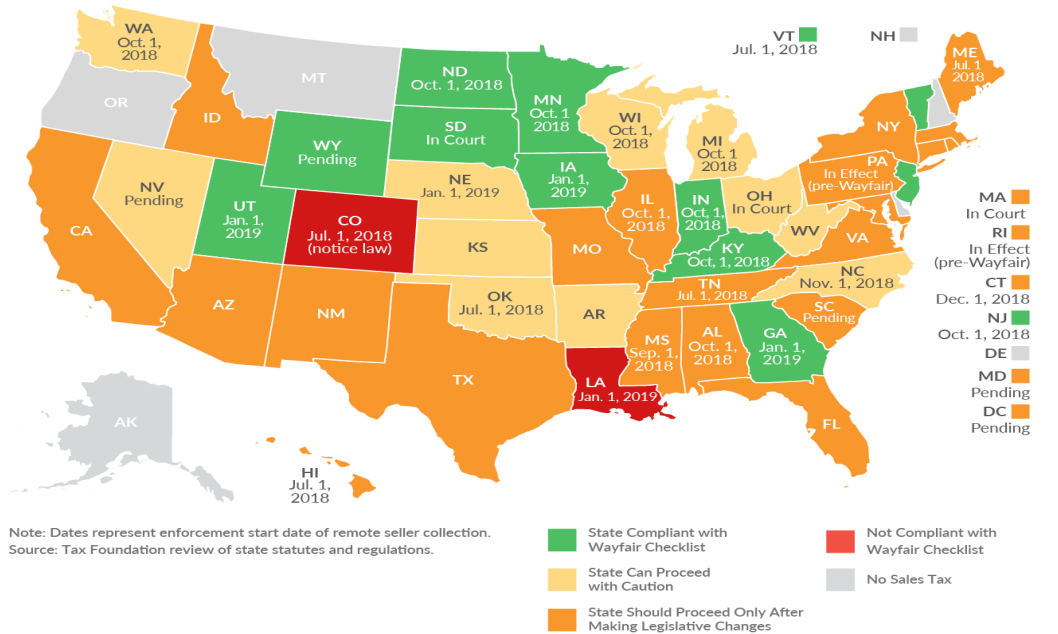 WA
Oct. 1,
2018
OR
CA
ID
NV
Pending
MT
WY
Pending
UT
Jan. 1,
2019
AZ
CO
Jul. 1, 2018
(notice law)
NM
ND
Oct. 1, 2018
SD
In Court
NE
Jan. 1, 2019
KS
OK
Jul. 1, 2018
TX
MN
Oct. 1
2018
IA
Jan. 1,
2019
MO
AR
LA
Jan. 1, 2019
WI
Oct. 1,
2018
IL
Oct. 1,
2018
MI
Oct. 1
2018
IN
Oct. 1,
2018
OH
In Court
KY
Oct, 1, 2018
TN
Jul. 1, 2018
MS
Sep. 1,
2018
AL
Oct. 1,
2018
GA
Jan. 1,
2019
FL
SC
Pending
NC
Nov. 1, 2018
VA
WV
PA
In Effect
(pre-Wayfair)
NY
ME
Jul. 1
2018
VT
Jul. 1, 2018
NH
MA
In Court
RI
In Effect
(pre-Wayfair)
CT
Dec. 1, 2018
NJ
Oct. 1, 2018
DE
MD
Pending
DC
Pending
AK
HI
Jul. 1,
2018
Note: Dates represent enforcement start date of remote seller collection.
Source: Tax Foundation review of state statutes and regulations.
State Compliant with
Wayfair Checklist
State Can Proceed
with Caution
State Should Proceed Only After
Making Legislative Changes
Not Compliant with
Wayfair Checklist
No Sales Tax